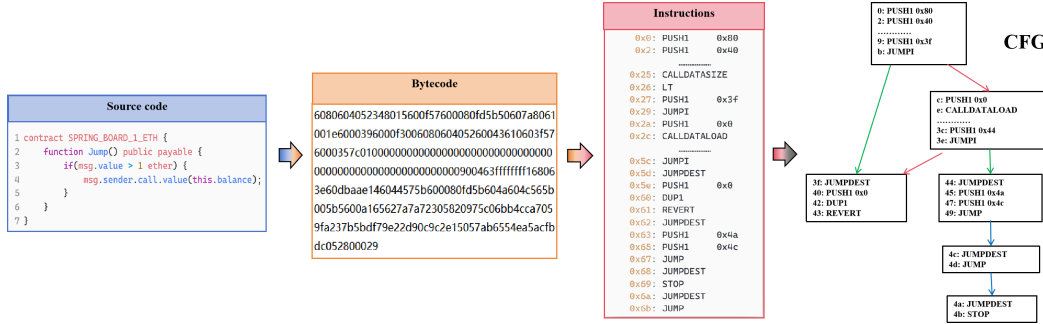 Source code
1 contract SPRING_BOARD_1_ETH {
2 function Jump() public payable {
3 if(msg.value > 1 ether) {
4 msg.sender.call.value(this.balance);
5 }
6 }
7 }
Bytecode
6080604052348015600f57600080fd5b50607a8061
001e6000396000f300608060405260043610603f57
6000357c0100000000000000000000000000000000
000000000000000000000000900463ffffffff16806
3e60dbaae146044575b600080fd5b604a604c565b
005b5600a165627a7a72305820975c06bb4cca705
9fa237b5bdf79e22d90c9c2e15057ab6554ea5acfb
dc052800029
Instructions
0x0: PUSH1 0x80
0x2: PUSH1 0x40
..............
0x25: CALLDATASIZE
0x26: LT
0x27: PUSH1 0x3f
0x29: JUMPI
0x2a: PUSH1 0x0
0x2c: CALLDATALOAD
..............
0x5c: JUMPI
0x5d: JUMPDEST
0x5e: PUSH1 0x0
0x60: DUP1
0x61: REVERT
0x62: JUMPDEST
0x63: PUSH1 0x4a
0x65: PUSH1 0x4c
0x67: JUMP
0x68: JUMPDEST
0x69: STOP
0x6a: JUMPDEST
0x6b: JUMP
CFG
0: PUSH1 0x80
2: PUSH1 0x40
............
9: PUSH1 0x3f
b: JUMPI
c: PUSH1 0x0
e: CALLDATALOAD
............
3c: PUSH1 0x44
3e: JUMPI
3f: JUMPDEST
40: PUSH1 0x0
42: DUP1
43: REVERT
44: JUMPDEST
45: PUSH1 0x4a
47: PUSH1 0x4c
49: JUMP
4c: JUMPDEST
4d: JUMP
4a: JUMPDEST
4b: STOP